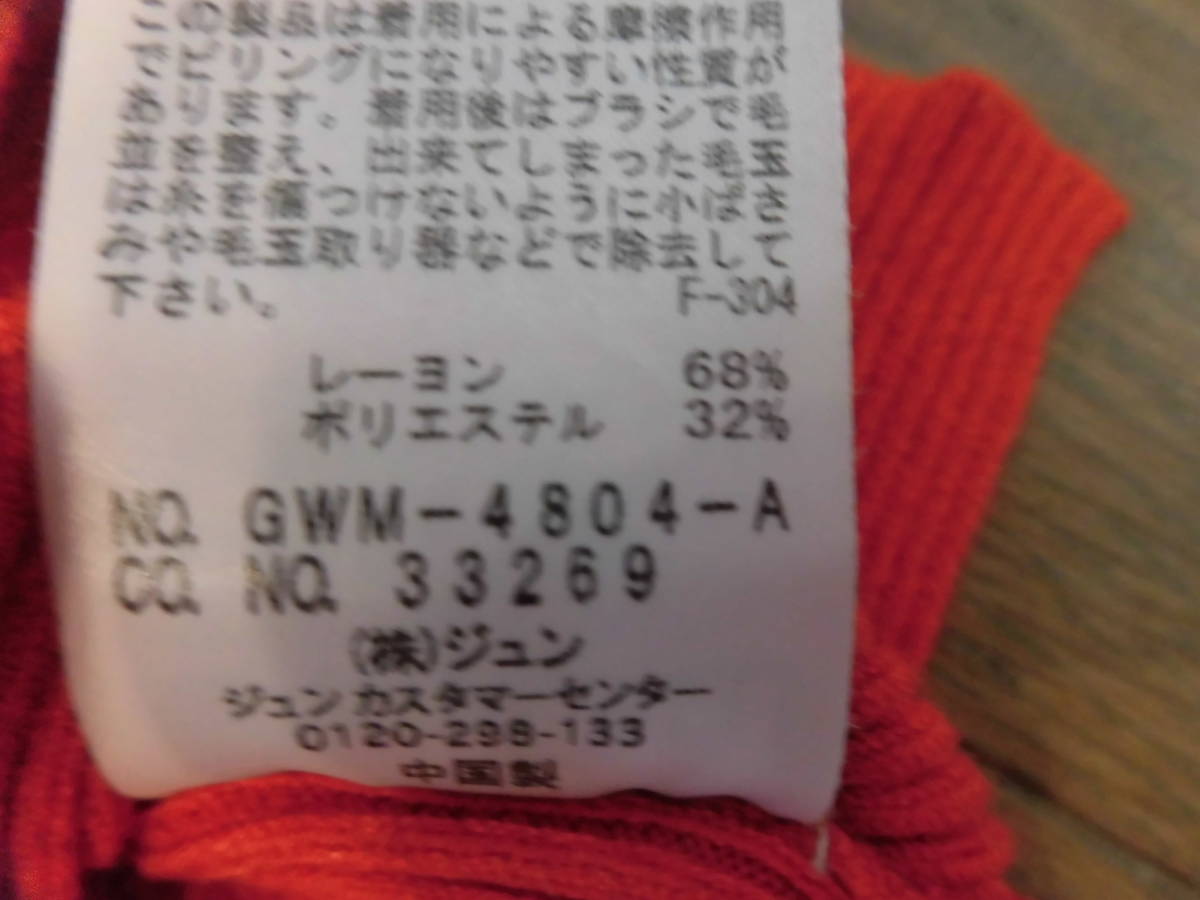 この製品は着用による摩擦作用
でピリングになりやすい性質が
あります。着用後はブラシで毛
並を整え、出来てしまった毛玉
は糸を傷つけないように小ばさ
みや毛玉取り器などで除去して
下さい。 F-304
レーヨン 68%
ポリエステル 32%
NO. GWM-4804-A
CO. NO. 33269
(株)ジュン
ジュン カスタマーセンター
0120-298-133
中国製